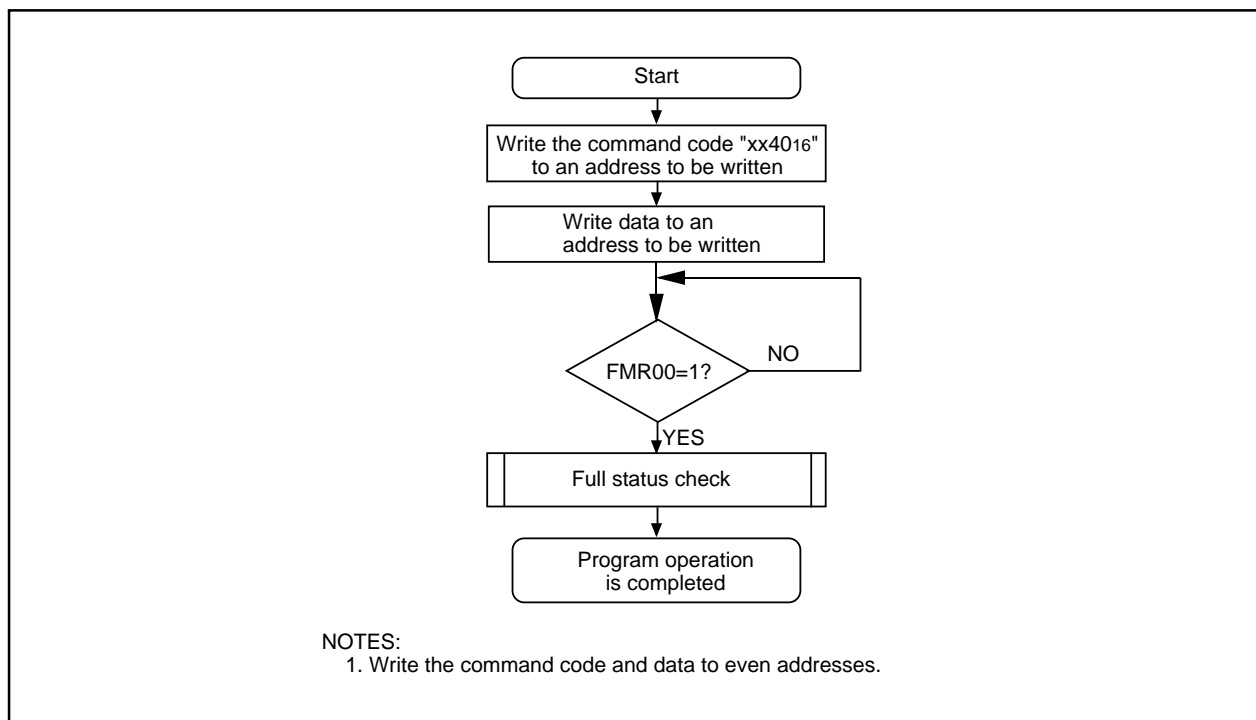 Start
Write the command code "xx4016"
to an address to be written
Write data to an
address to be written
FMR00=1?
NO
YES
Full status check
Program operation
is completed
NOTES:
1. Write the command code and data to even addresses.